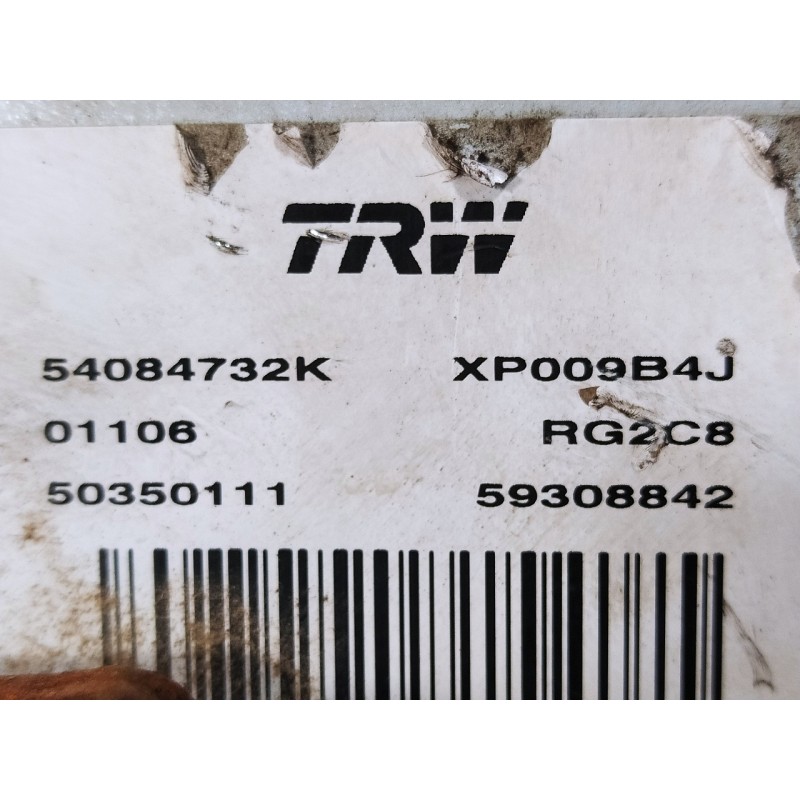 TRW
54084732K XP009B4J
01106 RG2C8
50350111 59308842